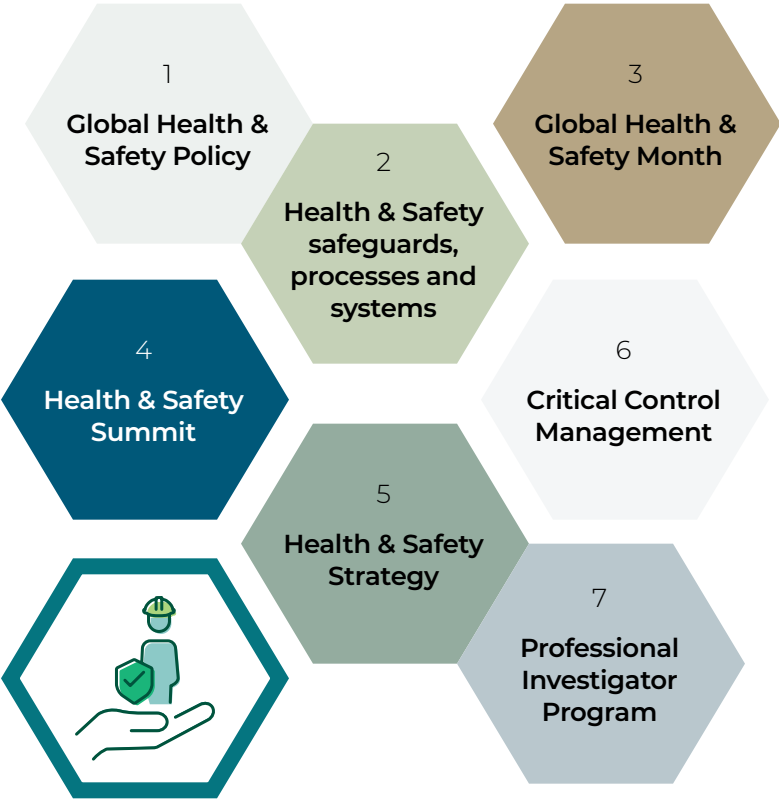 1
Global Health &
Safety Policy
2
Health & Safety
safeguards,
processes and
systems
3
Global Health &
Safety Month
4
Health & Safety
Summit
5
Health & Safety
Strategy
6
Critical Control
Management
7
Professional
Investigator
Program